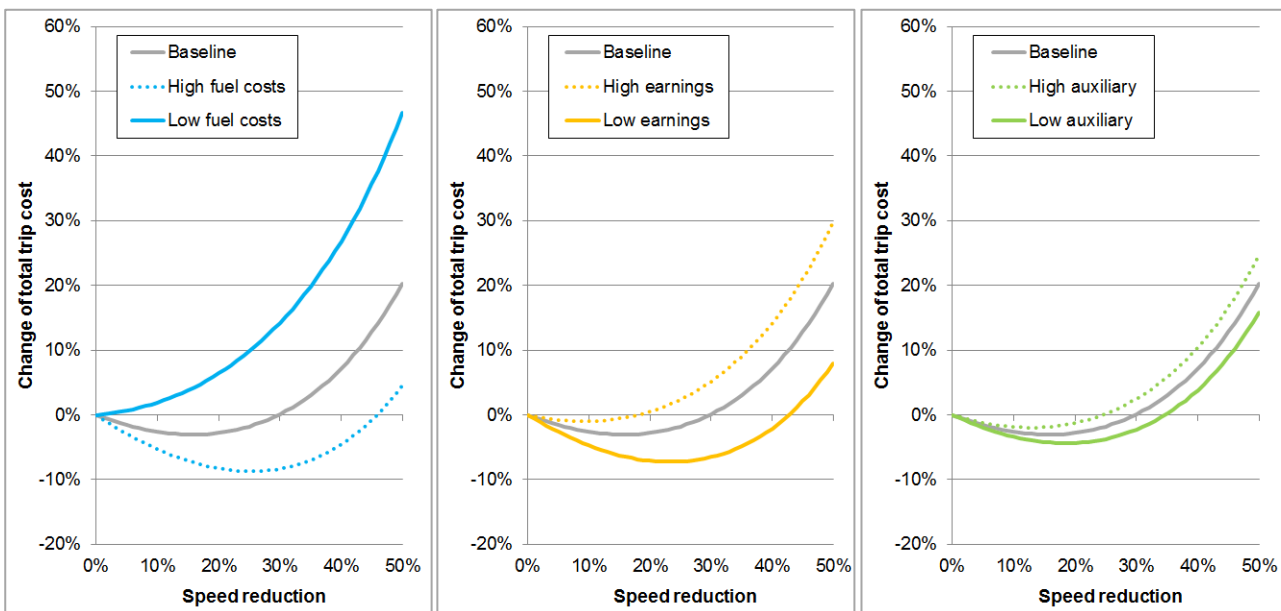 60%
50%
40%
30%
20%
10%
0%
-10%
-20%
Change of total trip cost
Baseline
High fuel costs
Low fuel costs
0% 10% 20% 30% 40% 50%
Speed reduction
60%
50%
40%
30%
20%
10%
0%
-10%
-20%
Change of total trip cost
Baseline
High earnings
Low earnings
0% 10% 20% 30% 40% 50%
Speed reduction
60%
50%
40%
30%
20%
10%
0%
-10%
-20%
Change of total trip cost
Baseline
High auxiliary
Low auxiliary
0% 10% 20% 30% 40% 50%
Speed reduction